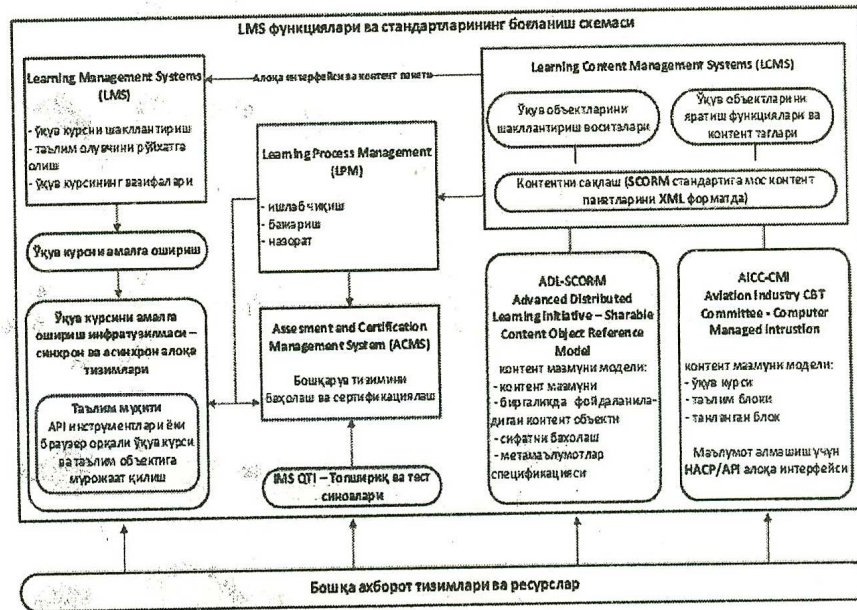 LMS функциялари ва стандартларининг боғланиш схемаси
Learning Management Systems
(LMS)
- ўқув курсни шакллантириш
- таълим олувчини рўйхатга
олиш
- ўқув курсининг вазифалари
Алоқа интерфейси ва контент пакети
Learning Content Management Systems (LCMS)
Ўқув объектларини
шакллантириш воситалари
Ўқув объектларини
яратиш функциялари ва
контент таглари
Контентни сақлаш (SCORM стандартига мос контент
пакетларини XML форматда)
Learning Process Management
(LPM)
- ишлаб чиқиш
- бажариш
- назорат
Ўқув курсни амалга ошириш
Ўқув курсини амалга
ошириш инфратузилмаси –
синхрон ва асинхрон алоқа
тизимлари
Таълим муҳити
API инструментлари ёки
браузер орқали ўқув курси
ва таълим объектига
мурожаат қилиш
Assesment and Certification
Management System (ACMS)
Бошқарув тизимини
баҳолаш ва сертификациялаш
IMS QTI – Топшириқ ва тест
синовлари
ADL-SCORM
Advanced Distributed
Learning Initiative – Sharable
Content Object Reference
Model
контент мазмуни модели:
- контент мазмуни
- биргаликда фойдаланила-
диган контент объекти
- сифатни баҳолаш
- метамаълумотлар
спецификацияси
AICC-CMI
Aviation Industry CBT
Committee - Computer
Managed Intrustion
контент мазмуни модели:
- ўқув курси
- таълим блоки
- танланган блок
Маълумот алмашиш учун
HACP/API алоқа интерфейси
Бошқа ахборот тизимлари ва ресурслар